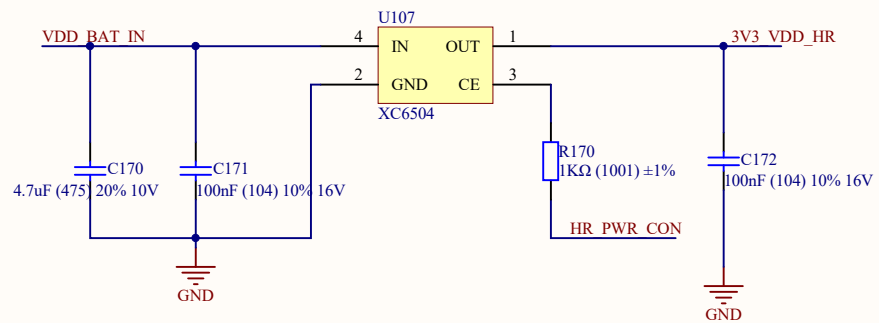 U107
VDD_BAT_IN
4
IN
OUT
1
3V3_VDD_HR
2
GND
CE
3
XC6504
C170
4.7uF (475) 20% 10V
C171
100nF (104) 10% 16V
R170
1KΩ (1001) ±1%
C172
100nF (104) 10% 16V
HR_PWR_CON
GND
GND